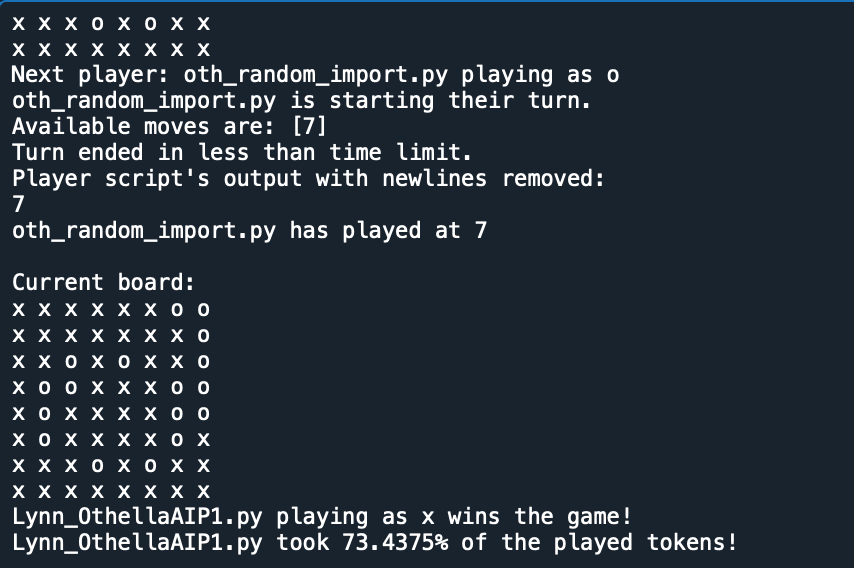 x x x o x o x x
x x x x x x x x
Next player: oth_random_import.py playing as o
oth_random_import.py is starting their turn.
Available moves are: [7]
Turn ended in less than time limit.
Player script's output with newlines removed:
7
oth_random_import.py has played at 7
Current board:
x x x x x x o o
x x x x x x x o
x x o x o x x o
x o o x x x o o
x o x x x x o o
x o x x x x o x
x x x o x o x x
x x x x x x x x
Lynn_OthellaAIP1.py playing as x wins the game!
Lynn_OthellaAIP1.py took 73.4375% of the played tokens!